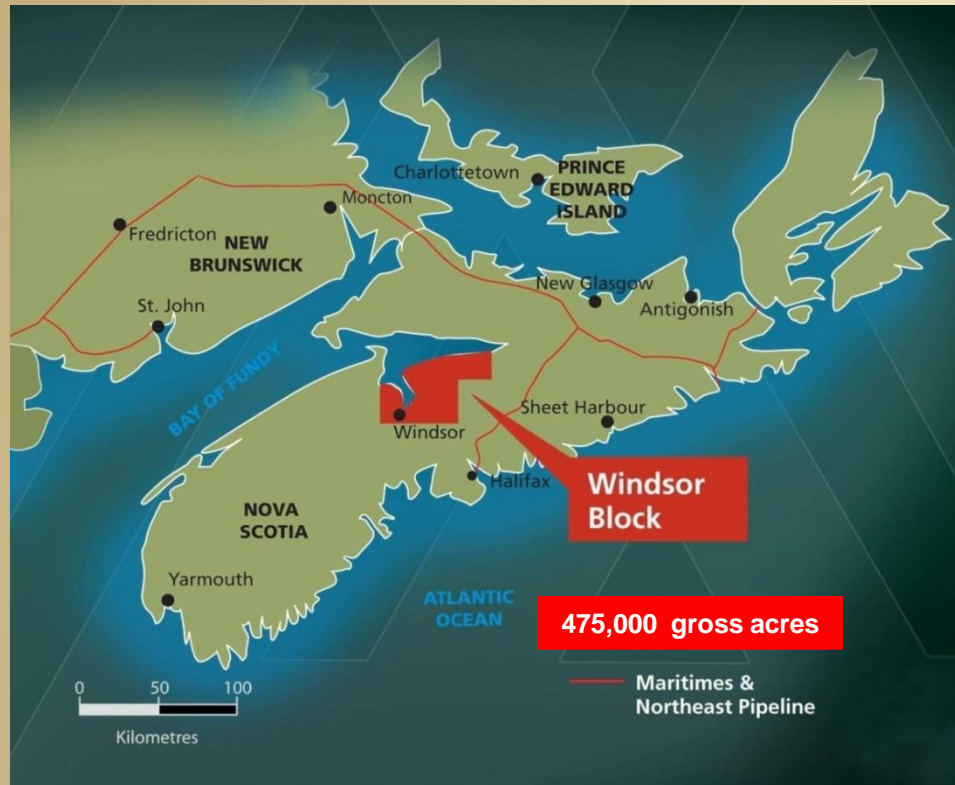 Charlottetown
PRINCE
EDWARD
ISLAND
Moncton
Fredricton
NEW
BRUNSWICK
New Glasgow
Antigonish
St. John
BAY OF FUNDY
Sheet Harbour
Windsor
Halifax
Windsor
Block
NOVA
SCOTIA
Yarmouth
ATLANTIC
OCEAN
475,000 gross acres
0 50 100
Kilometres
Maritimes &
Northeast Pipeline